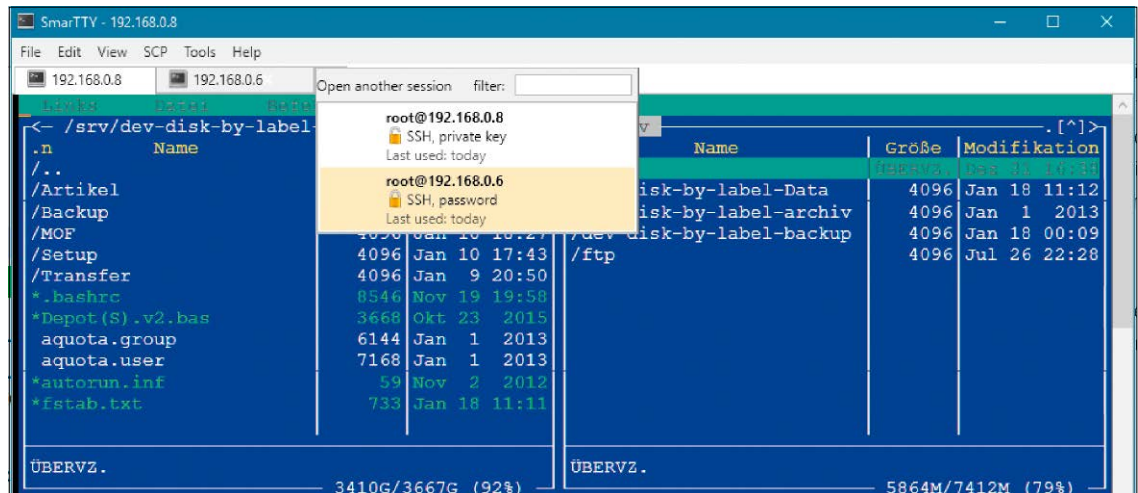 SmarTTY - 192.168.0.8
File Edit View SCP Tools Help
192.168.0.8 192.168.0.6
Open another session filter:
root@192.168.0.8
SSH, private key
Last used: today
root@192.168.0.6
SSH, password
Last used: today
Links Datei
<- /srv/dev-disk-by-label- v .[^]>
.n Name Name Größe Modifikation
/.. ÜBERVZ.
/Artikel isk-by-label-Data 4096 Jan 18 11:12
/Backup isk-by-label-archiv 4096 Jan 1 2013
/MOF /dev-disk-by-label-backup 4096 Jan 18 00:09
/Setup 4096 Jan 10 17:43 /ftp 4096 Jul 26 22:28
/Transfer 4096 Jan 9 20:50
*.bashrc 8546 Nov 19 19:58
*Depot(S).v2.bas 3668 Okt 23 2015
aquota.group 6144 Jan 1 2013
aquota.user 7168 Jan 1 2013
*autorun.inf 59 Nov 2 2012
*fstab.txt 733 Jan 18 11:11
ÜBERVZ. ÜBERVZ.
3410G/3667G (92%) 5864M/7412M (79%)